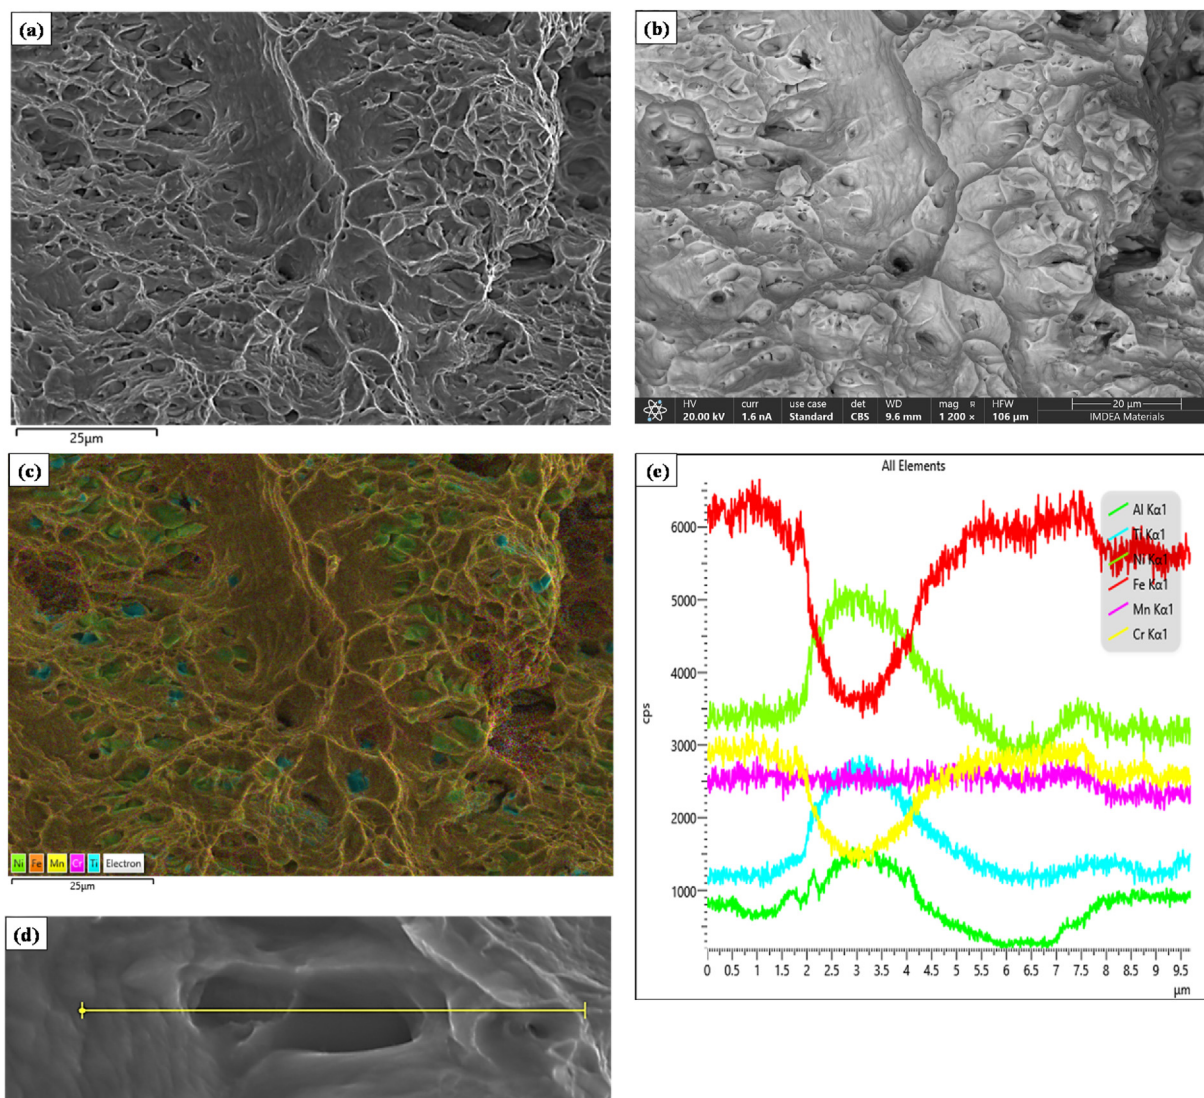 (a)
25μm
(b)
HV curr use case det WD mag HFW 20 μm
20.00 kV 1.6 nA Standard CBS 9.6 mm 1 200 × 106 μm IMDEA Materials
(c)
Ni Fe Mn Cr Ti Electron
25μm
(d)
(e)
All Elements
Al Kα1
Ti Kα1
Ni Kα1
Fe Kα1
Mn Kα1
Cr Kα1
6000
5000
4000
3000
2000
1000
cps
0 0.5 1 1.5 2 2.5 3 3.5 4 4.5 5 5.5 6 6.5 7 7.5 8 8.5 9 9.5
μm